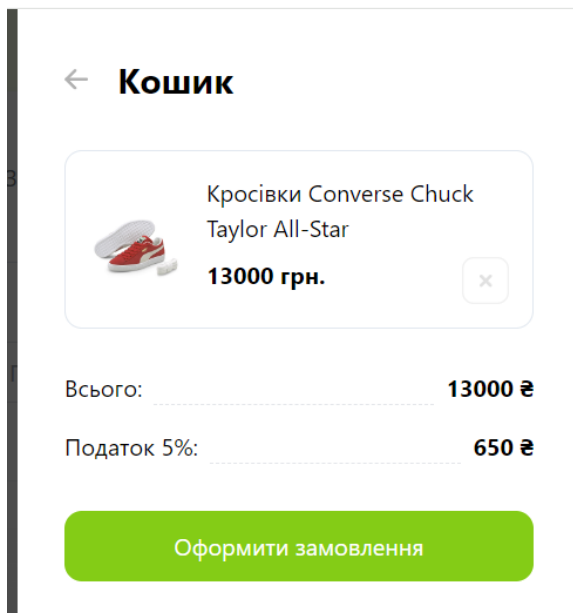 Кошик
Кросівки Converse Chuck
Taylor All-Star
13000 грн.
Всього: 13000 ₴
Податок 5%: 650 ₴
Оформити замовлення